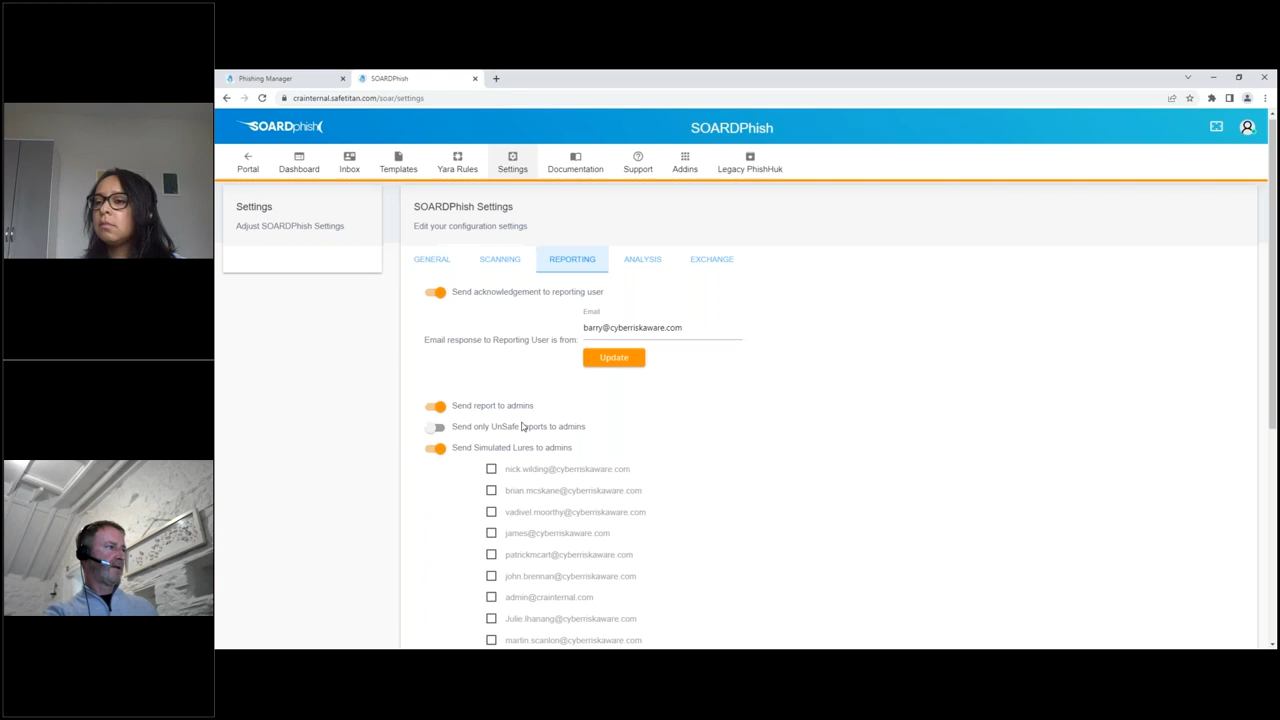 Phishing Manager
SOARDPhish
crainternal.safetitan.com/soar/settings
SOARDphish
SOARDPhish
Portal
Dashboard
Inbox
Templates
Yara Rules
Settings
Documentation
Support
Addins
Legacy PhishHuk
Settings
Adjust SOARDPhish Settings
SOARDPhish Settings
Edit your configuration settings
GENERAL
SCANNING
REPORTING
ANALYSIS
EXCHANGE
Send acknowledgement to reporting user
Email
barry@cyberriskaware.com
Email response to Reporting User is from:
Update
Send report to admins
Send only UnSafe reports to admins
Send Simulated Lures to admins
nick.wilding@cyberriskaware.com
brian.mcskane@cyberriskaware.com
vadivel.moorthy@cyberriskaware.com
james@cyberriskaware.com
patrickmcart@cyberriskaware.com
john.brennan@cyberriskaware.com
admin@crainternal.com
Julie.lhanang@cyberriskaware.com
martin.scanlon@cyberriskaware.com